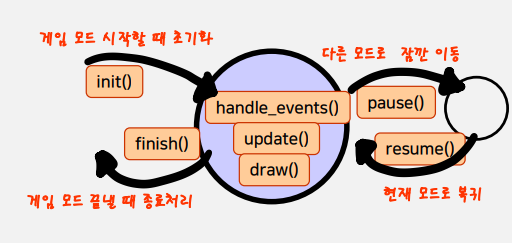 게임 모드 시작할 때 초기화
다른 모드로 잠깐 이동
init()
handle_events()
pause()
finish()
update()
resume()
draw()
게임 모드 끝낼 때 종료처리
현재 모드로 복귀